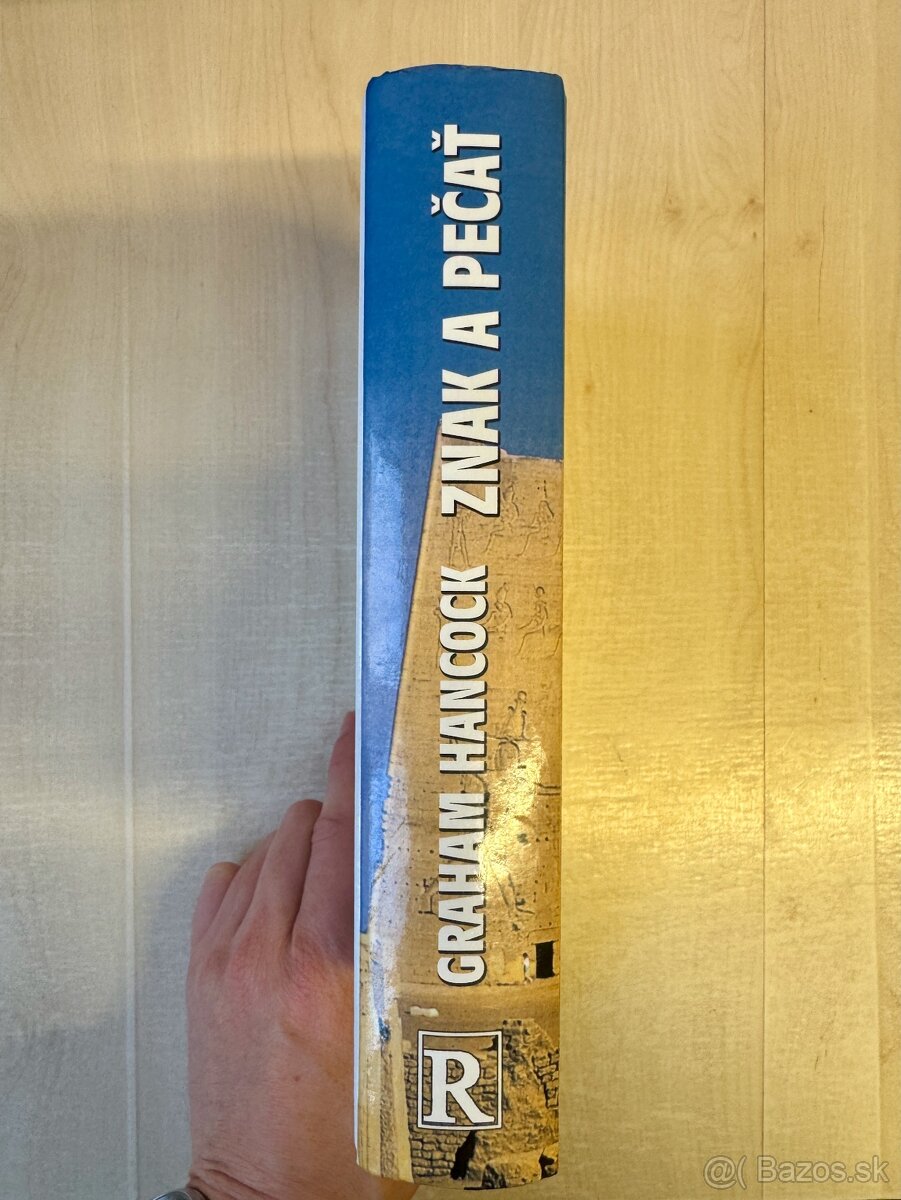 GRAHAM HANCOCK ZNAK A PEČAŤ
R
@( Bazos.sk